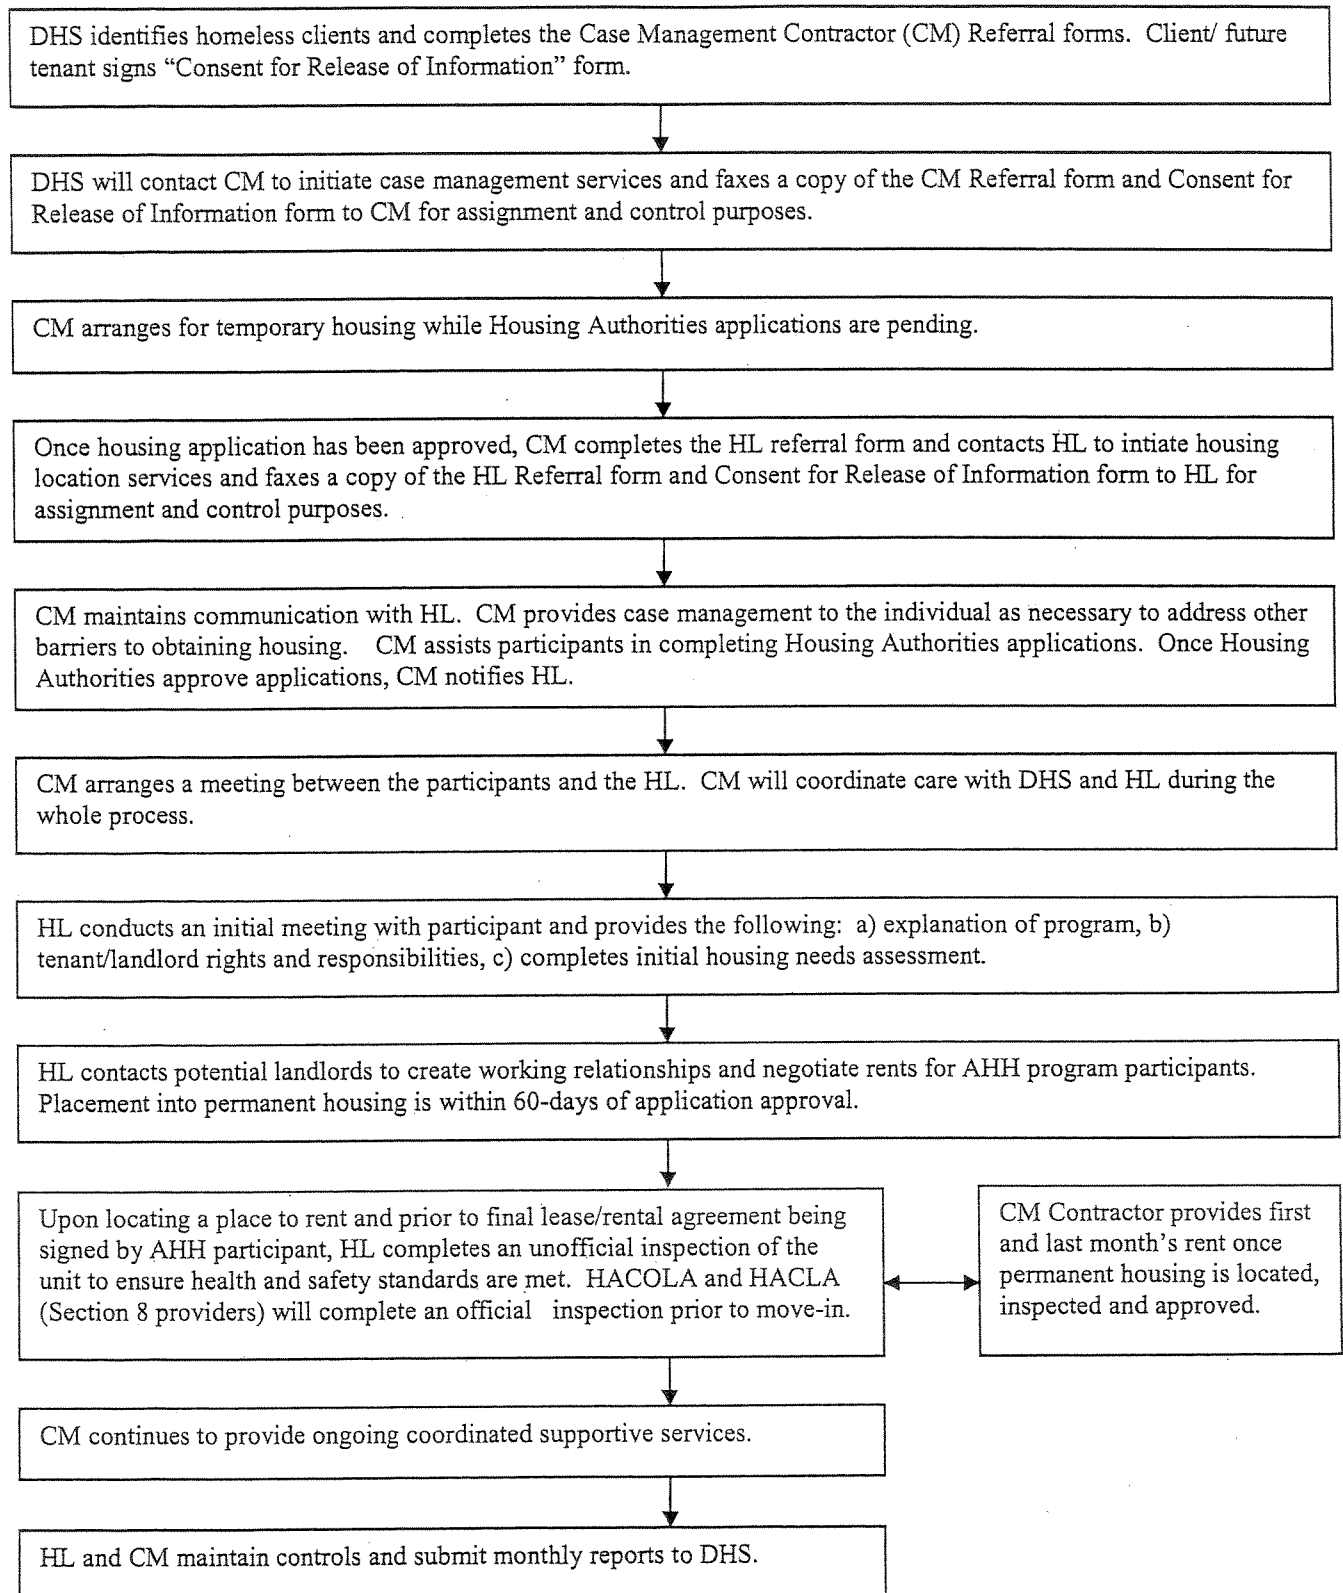 DHS identifies homeless clients and completes the Case Management Contractor (CM) Referral forms. Client/ future
tenant signs “Consent for Release of Information” form.
DHS will contact CM to initiate case management services and faxes a copy of the CM Referral form and Consent for
Release of Information form to CM for assignment and control purposes.
CM arranges for temporary housing while Housing Authorities applications are pending.
Once housing application has been approved, CM completes the HL referral form and contacts HL to intiate housing
location services and faxes a copy of the HL Referral form and Consent for Release of Information form to HL for
assignment and control purposes.
CM maintains communication with HL. CM provides case management to the individual as necessary to address other
barriers to obtaining housing. CM assists participants in completing Housing Authorities applications. Once Housing
Authorities approve applications, CM notifies HL.
CM arranges a meeting between the participants and the HL. CM will coordinate care with DHS and HL during the
whole process.
HL conducts an initial meeting with participant and provides the following: a) explanation of program, b)
tenant/landlord rights and responsibilities, c) completes initial housing needs assessment.
HL contacts potential landlords to create working relationships and negotiate rents for AHH program participants.
Placement into permanent housing is within 60-days of application approval.
Upon locating a place to rent and prior to final lease/rental agreement being
signed by AHH participant, HL completes an unofficial inspection of the
unit to ensure health and safety standards are met. HACOLA and HACLA
(Section 8 providers) will complete an official inspection prior to move-in.
CM Contractor provides first
and last month’s rent once
permanent housing is located,
inspected and approved.
CM continues to provide ongoing coordinated supportive services.
HL and CM maintain controls and submit monthly reports to DHS.